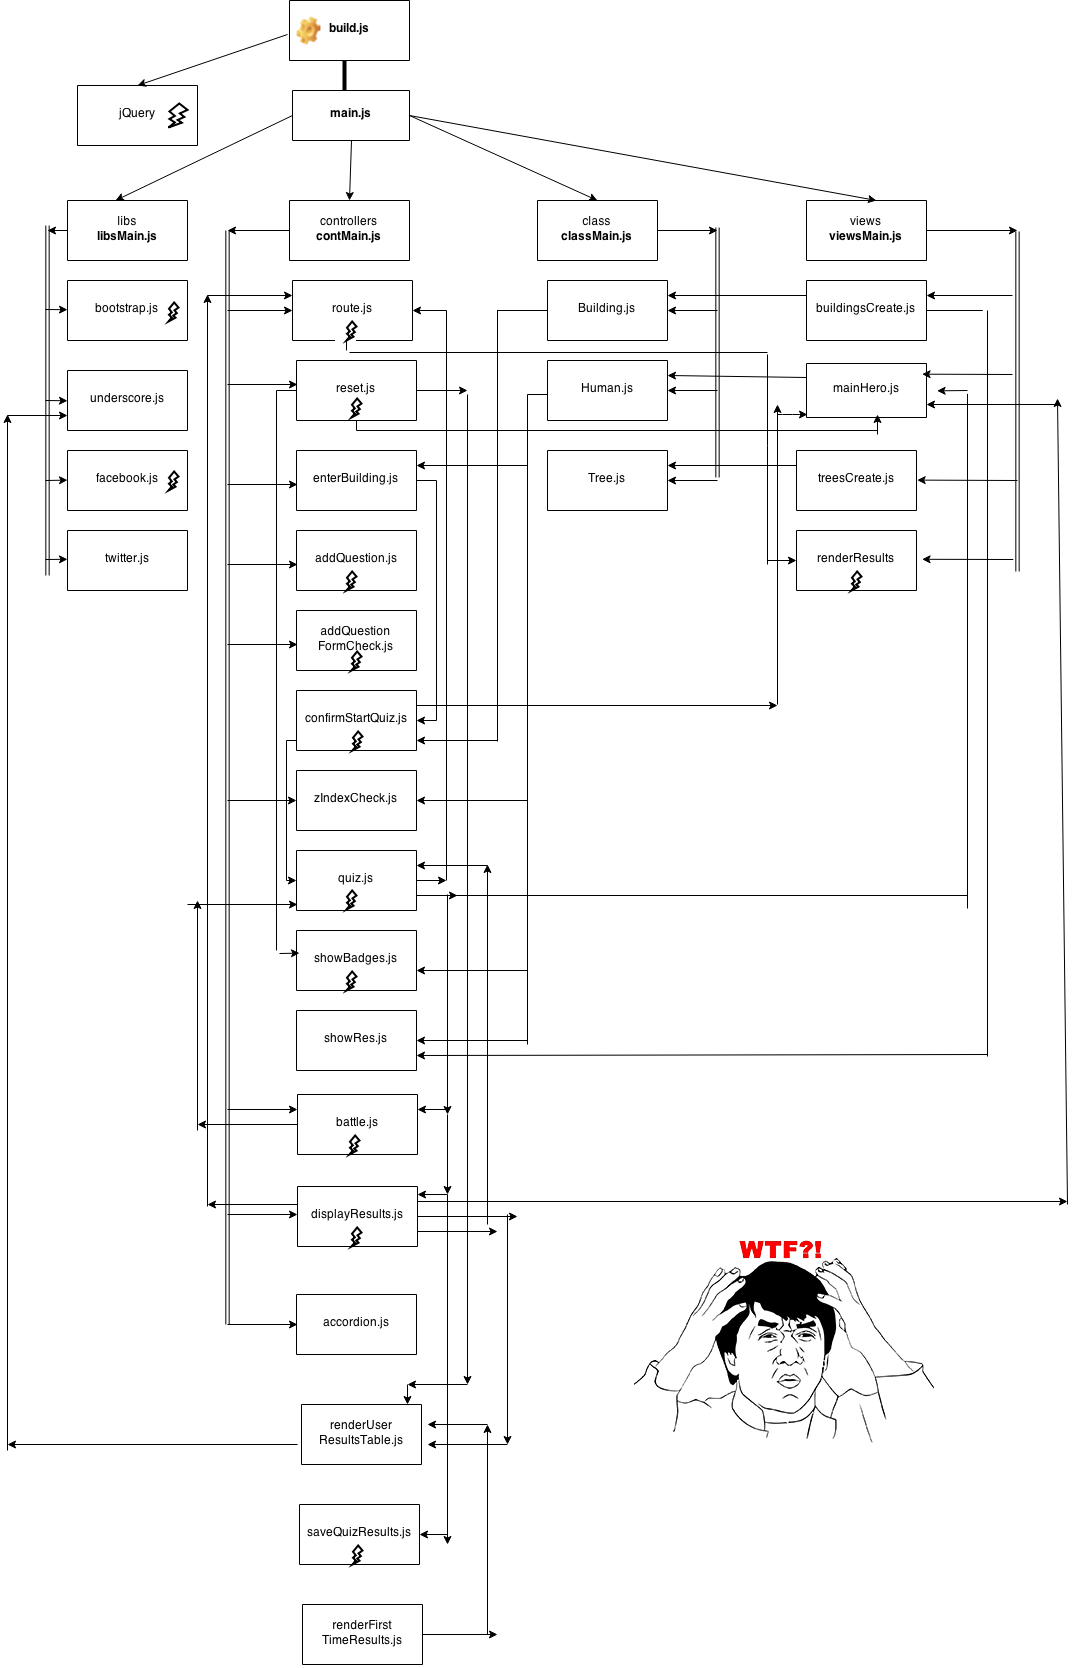 build.js
jQuery
main.js
libs
libsMain.js
controllers
contMain.js
class
classMain.js
views
viewsMain.js
bootstrap.js
route.js
Building.js
buildingsCreate.js
underscore.js
reset.js
Human.js
mainHero.js
facebook.js
enterBuilding.js
Tree.js
treesCreate.js
twitter.js
addQuestion.js
renderResults
addQuestion
FormCheck.js
confirmStartQuiz.js
zIndexCheck.js
quiz.js
showBadges.js
showRes.js
battle.js
displayResults.js
WTF?!
accordion.js
renderUser
ResultsTable.js
saveQuizResults.js
renderFirst
TimeResults.js